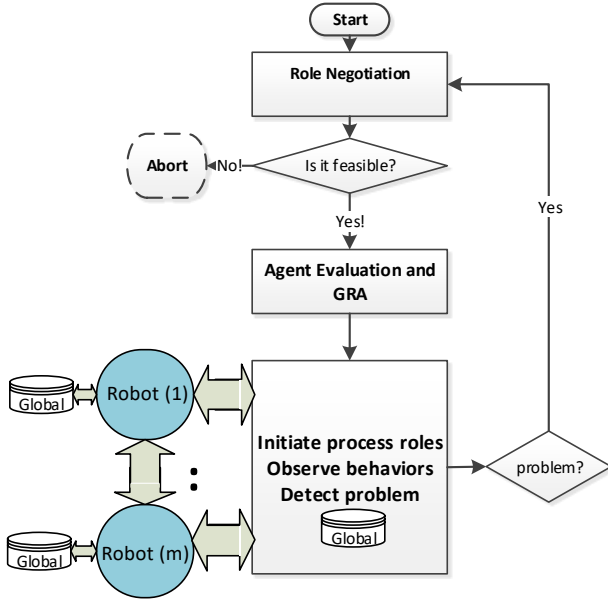 Start
Role Negotiation
Is it feasible?
No!
Abort
Yes!
Yes
Agent Evaluation and
GRA
Robot (1)
Global
Initiate process roles
Observe behaviors
Detect problem
Global
problem?
:
Robot (m)
Global